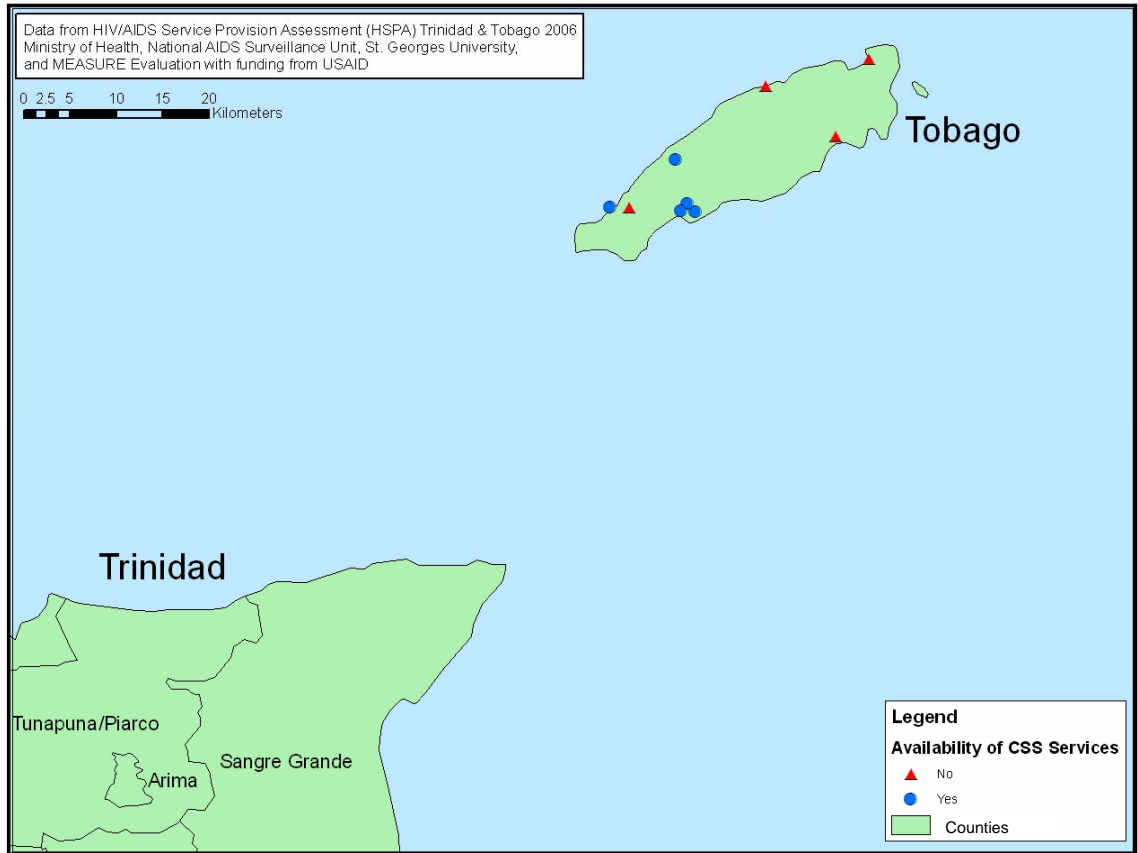 Data from HIV/AIDS Service Provision Assessment (HSPA) Trinidad & Tobago 2006
Ministry of Health, National AIDS Surveillance Unit, St. Georges University,
and MEASURE Evaluation with funding from USAID
0 2.5 5 10 15 20
Kilometers
Tobago
Trinidad
Tunapuna/Piarco
Arima
Sangre Grande
Legend
Availability of CSS Services
No
Yes
Counties